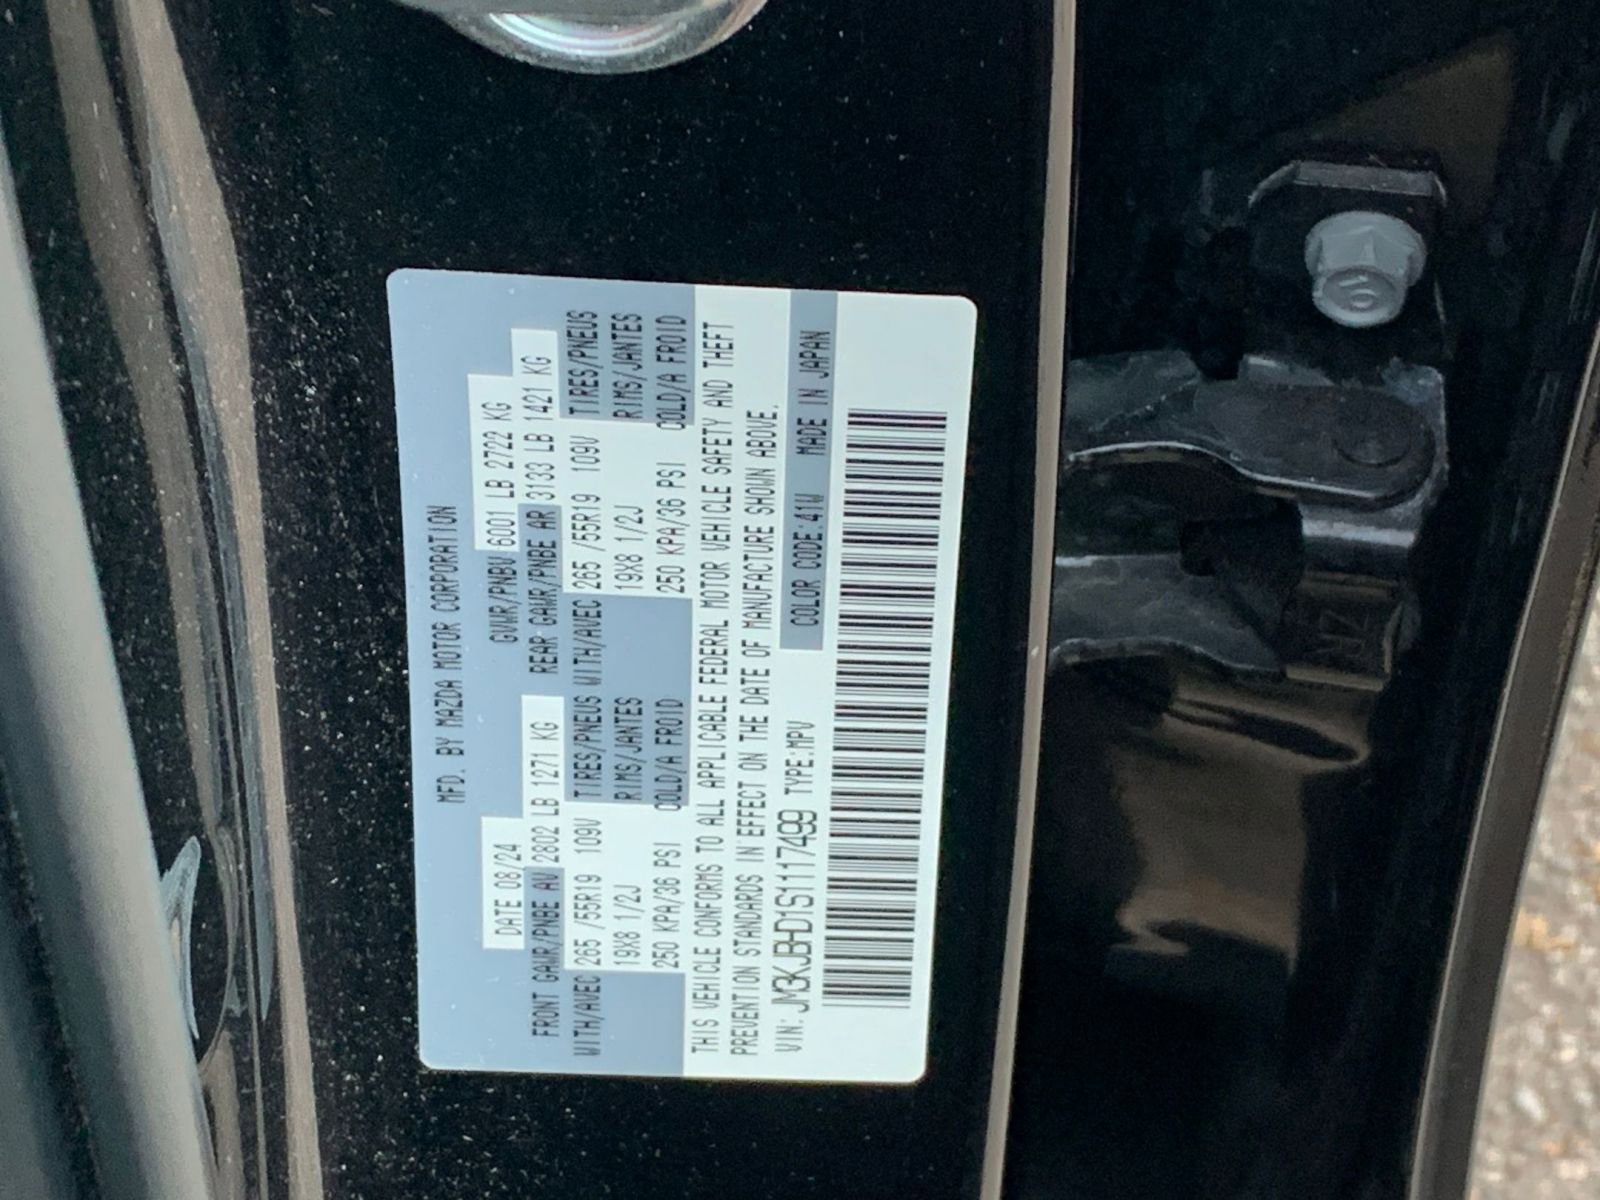 MFD. BY MAZDA MOTOR CORPORATION
DATE 08/24 GVWR/PNBV 6001 LB 2722 KG
FRONT GAWR/PNBE AV 2802 LB 1271 KG REAR GAWR/PNBE AR 3133 LB 1421 KG
WITH/AVEC 265 /55R19 109V TIRES/PNEUS WITH/AVEC 265 /55R19 109V TIRES/PNEUS
19X8 1/2J RIMS/JANTES 19X8 1/2J RIMS/JANTES
250 KPA/36 PSI COLD/A FROID 250 KPA/36 PSI COLD/A FROID
THIS VEHICLE CONFORMS TO ALL APPLICABLE FEDERAL MOTOR VEHICLE SAFETY AND THEFT
PREVENTION STANDARDS IN EFFECT ON THE DATE OF MANUFACTURE SHOWN ABOVE.
VIN: JM3KJBHD1S1117499 TYPE:MPV COLOR CODE:41W MADE IN JAPAN